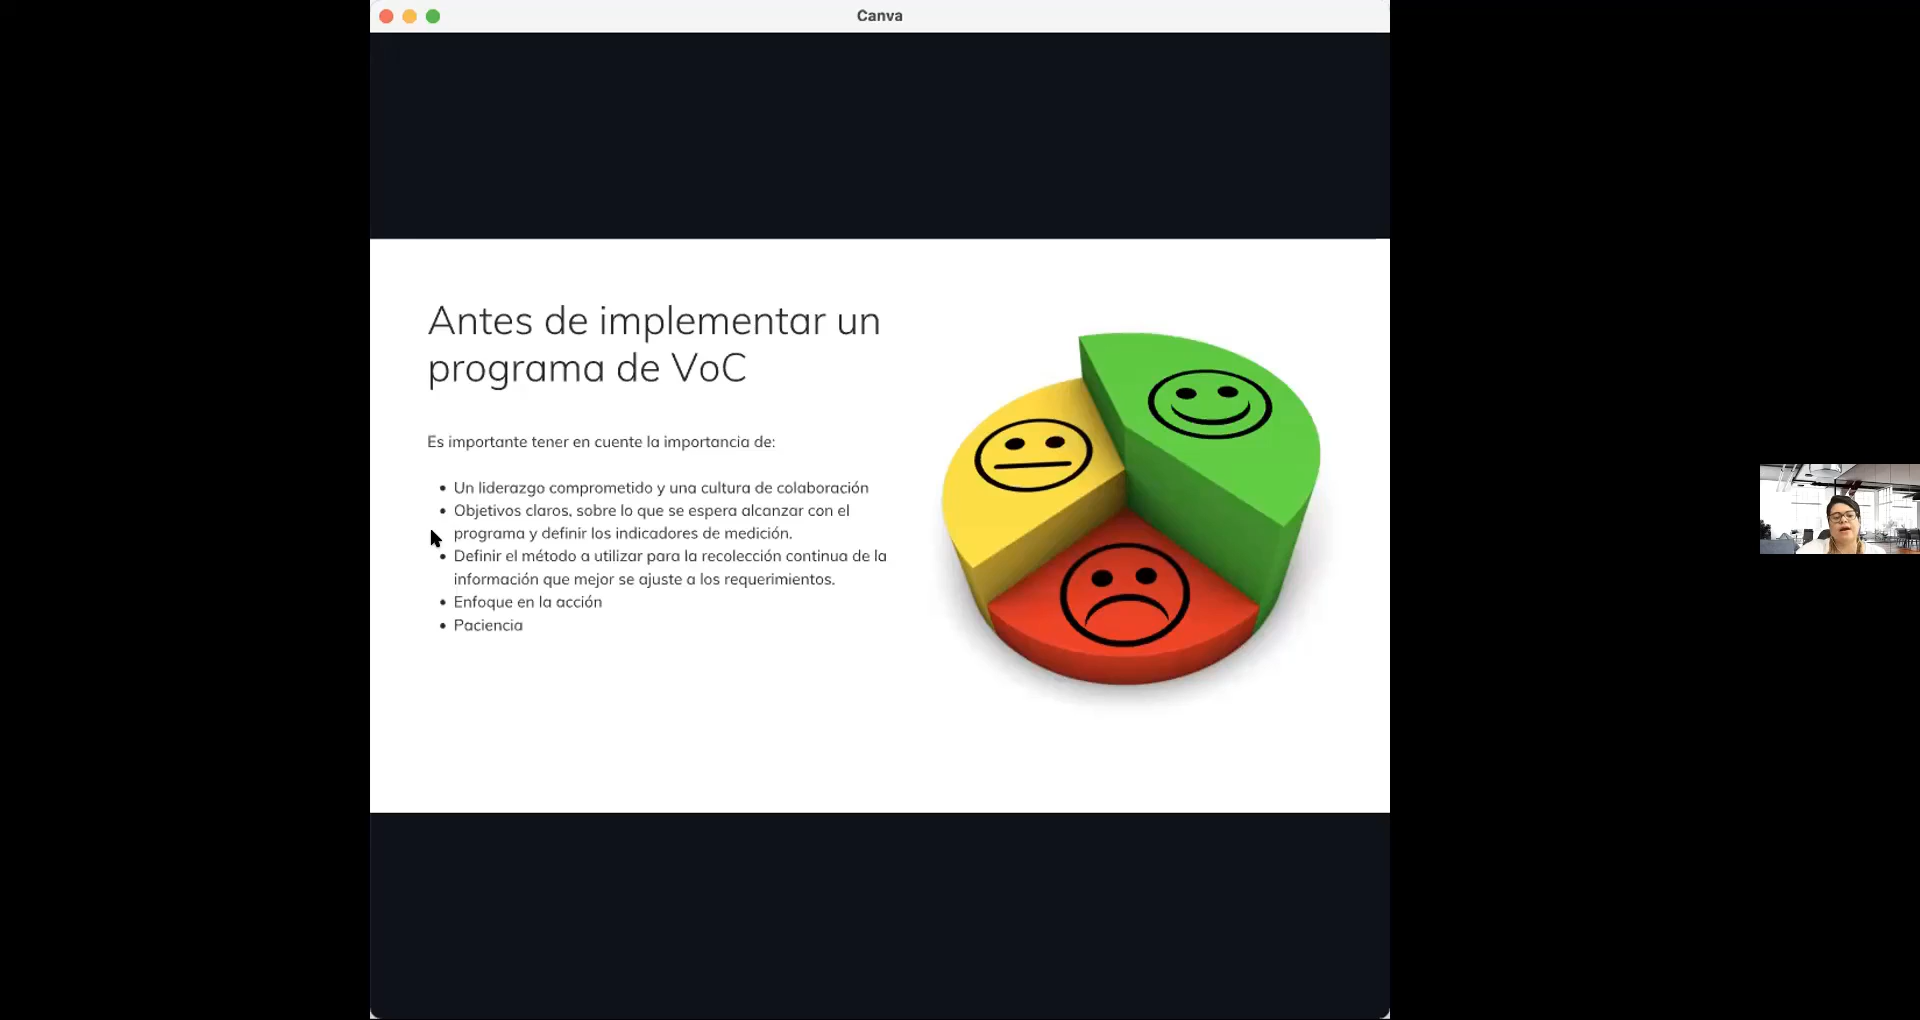 Canva
Antes de implementar un
programa de VoC
Es importante tener en cuenta la importancia de:
• Un liderazgo comprometido y una cultura de colaboración
• Objetivos claros, sobre lo que se espera alcanzar con el
programa y definir los indicadores de medición.
• Definir el método a utilizar para la recolección continua de la
información que mejor se ajuste a los requerimientos.
• Enfoque en la acción
• Paciencia